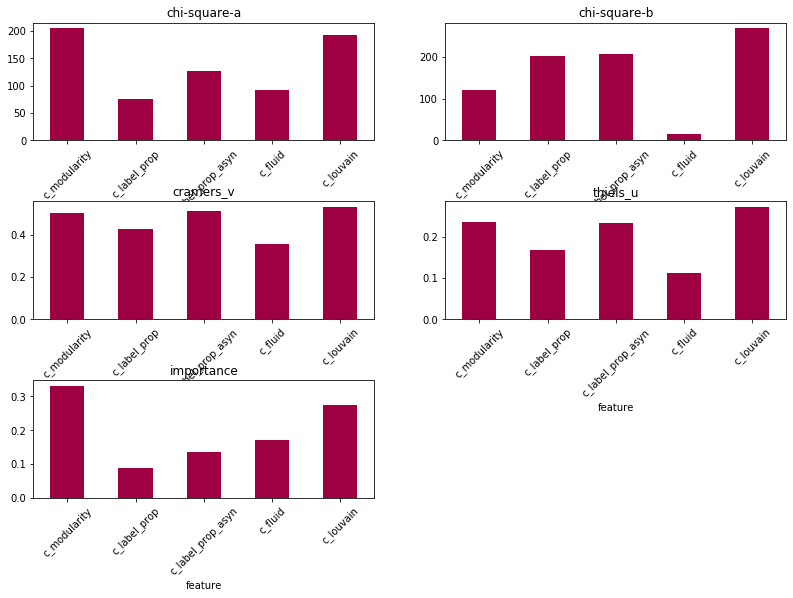 chi-square-a
200
150
100
50
0
c_modularity
c_label_prop
c_fluid
c_louvain
chi-square-b
200
100
0
c_modularity
c_label_prop
c_fluid
c_louvain
cramers_v
0.4
0.2
0.0
c_modularity
c_label_prop
c_fluid
c_louvain
thiels_u
0.2
0.1
0.0
c_modularity
c_label_prop
c_label_prop_asyn
c_fluid
c_louvain
feature
importance
0.3
0.2
0.1
0.0
c_modularity
c_label_prop
c_label_prop_asyn
c_fluid
c_louvain
feature